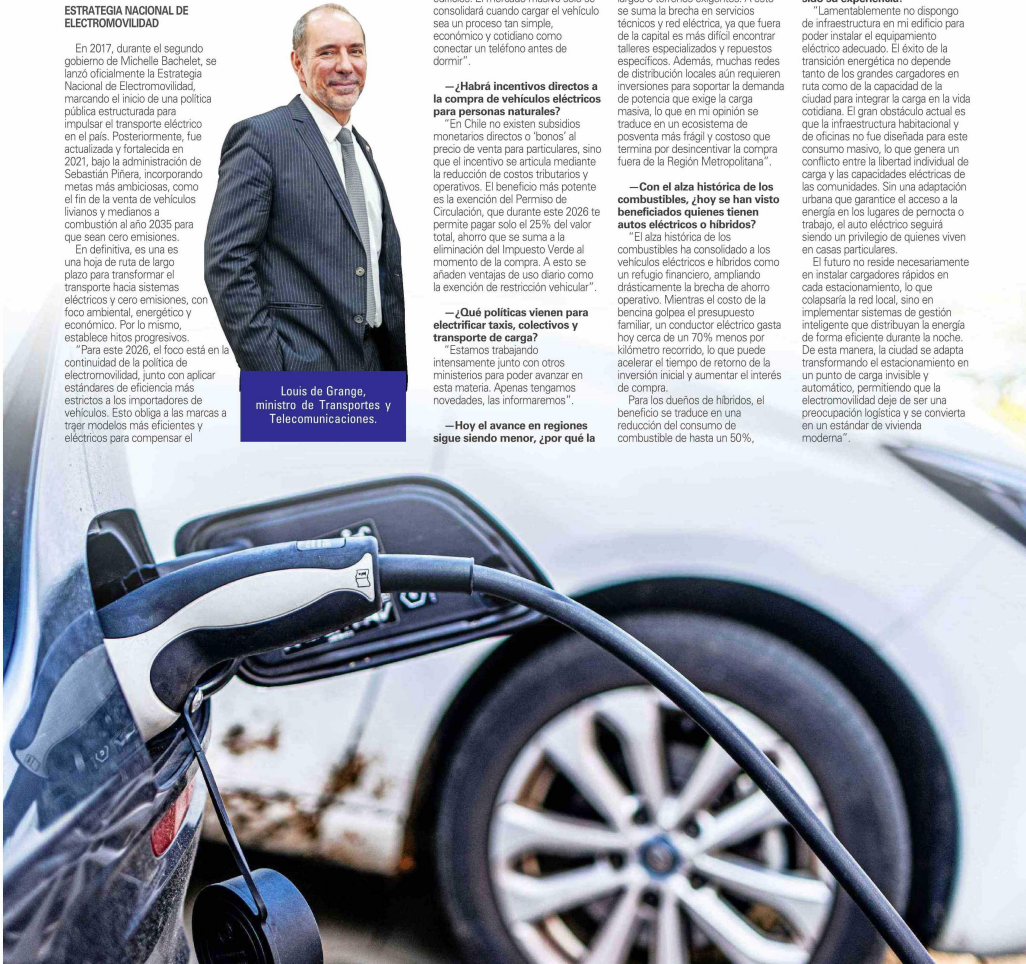 ESTRATEGIA NACIONAL DE
ELECTROMOVILIDAD
En 2017, durante el segundo
gobierno de Michelle Bachelet, se
lanzó oficialmente la Estrategia
Nacional de Electromovilidad,
marcando el inicio de una política
pública estructurada para
impulsar el transporte eléctrico
en el país. Posteriormente, fue
actualizada y fortalecida en
2021, bajo la administración de
Sebastián Piñera, incorporando
metas más ambiciosas, como
el fin de la venta de vehículos
livianos y medianos a
combustión al año 2035 para
que sean cero emisiones.
En definitiva, es una es
una hoja de ruta de largo
plazo para transformar el
transporte hacia sistemas
eléctricos y cero emisiones, con
foco ambiental, energético y
económico. Por lo mismo,
establece hitos progresivos.
"Para este 2026, el foco está en la
continuidad de la política de
electromovilidad, junto con aplicar
estándares de eficiencia más
estrictos a los importadores de
vehículos. Esto obliga a las marcas a
traer modelos más eficientes y
eléctricos para compensar el
Louis de Grange,
ministro de Transportes y
Telecomunicaciones.
consolidará cuando cargar el vehículo
sea un proceso tan simple,
económico y cotidiano como
conectar un teléfono antes de
dormir".
—¿Habrá incentivos directos a
la compra de vehículos eléctricos
para personas naturales?
"En Chile no existen subsidios
monetarios directos o 'bonos' al
precio de venta para particulares, sino
que el incentivo se articula mediante
la reducción de costos tributarios y
operativos. El beneficio más potente
es la exención del Permiso de
Circulación, que durante este 2026 te
permite pagar solo el 25% del valor
total, ahorro que se suma a la
eliminación del Impuesto Verde al
momento de la compra. A esto se
añaden ventajas de uso diario como
la exención de restricción vehicular".
—¿Qué políticas vienen para
electrificar taxis, colectivos y
transporte de carga?
"Estamos trabajando
intensamente junto con otros
ministerios para poder avanzar en
esta materia. Apenas tengamos
novedades, las informaremos".
—Hoy el avance en regiones
sigue siendo menor, ¿por qué la
se suma la brecha en servicios
técnicos y red eléctrica, ya que fuera
de la capital es más difícil encontrar
talleres especializados y repuestos
específicos. Además, muchas redes
de distribución locales aún requieren
inversiones para soportar la demanda
de potencia que exige la carga
masiva, lo que en mi opinión se
traduce en un ecosistema de
posventa más frágil y costoso que
termina por desincentivar la compra
fuera de la Región Metropolitana".
—Con el alza histórica de los
combustibles, ¿hoy se han visto
beneficiados quienes tienen
autos eléctricos o híbridos?
"El alza histórica de los
combustibles ha consolidado a los
vehículos eléctricos e híbridos como
un refugio financiero, ampliando
drásticamente la brecha de ahorro
operativo. Mientras el costo de la
bencina golpea el presupuesto
familiar, un conductor eléctrico gasta
hoy cerca de un 70% menos por
kilómetro recorrido, lo que puede
acelerar el tiempo de retorno de la
inversión inicial y aumentar el interés
de compra.
Para los dueños de híbridos, el
beneficio se traduce en una
reducción del consumo de
combustible de hasta un 50%,
sido su experiencia?
"Lamentablemente no dispongo
de infraestructura en mi edificio para
poder instalar el equipamiento
eléctrico adecuado. El éxito de la
transición energética no depende
tanto de los grandes cargadores en
ruta como de la capacidad de la
ciudad para integrar la carga en la vida
cotidiana. El gran obstáculo actual es
que la infraestructura habitacional y
de oficinas no fue diseñada para este
consumo masivo, lo que genera un
conflicto entre la libertad individual de
carga y las capacidades eléctricas de
las comunidades. Sin una adaptación
urbana que garantice el acceso a la
energía en los lugares de pernocta o
trabajo, el auto eléctrico seguirá
siendo un privilegio de quienes viven
en casas particulares.
El futuro no reside necesariamente
en instalar cargadores rápidos en
cada estacionamiento, lo que
colapsaría la red local, sino en
implementar sistemas de gestión
inteligente que distribuyan la energía
de forma eficiente durante la noche.
De esta manera, la ciudad se adapta
transformando el estacionamiento en
un punto de carga invisible y
automático, permitiendo que la
electromovilidad deje de ser una
preocupación logística y se convierta
en un estándar de vivienda
moderna".